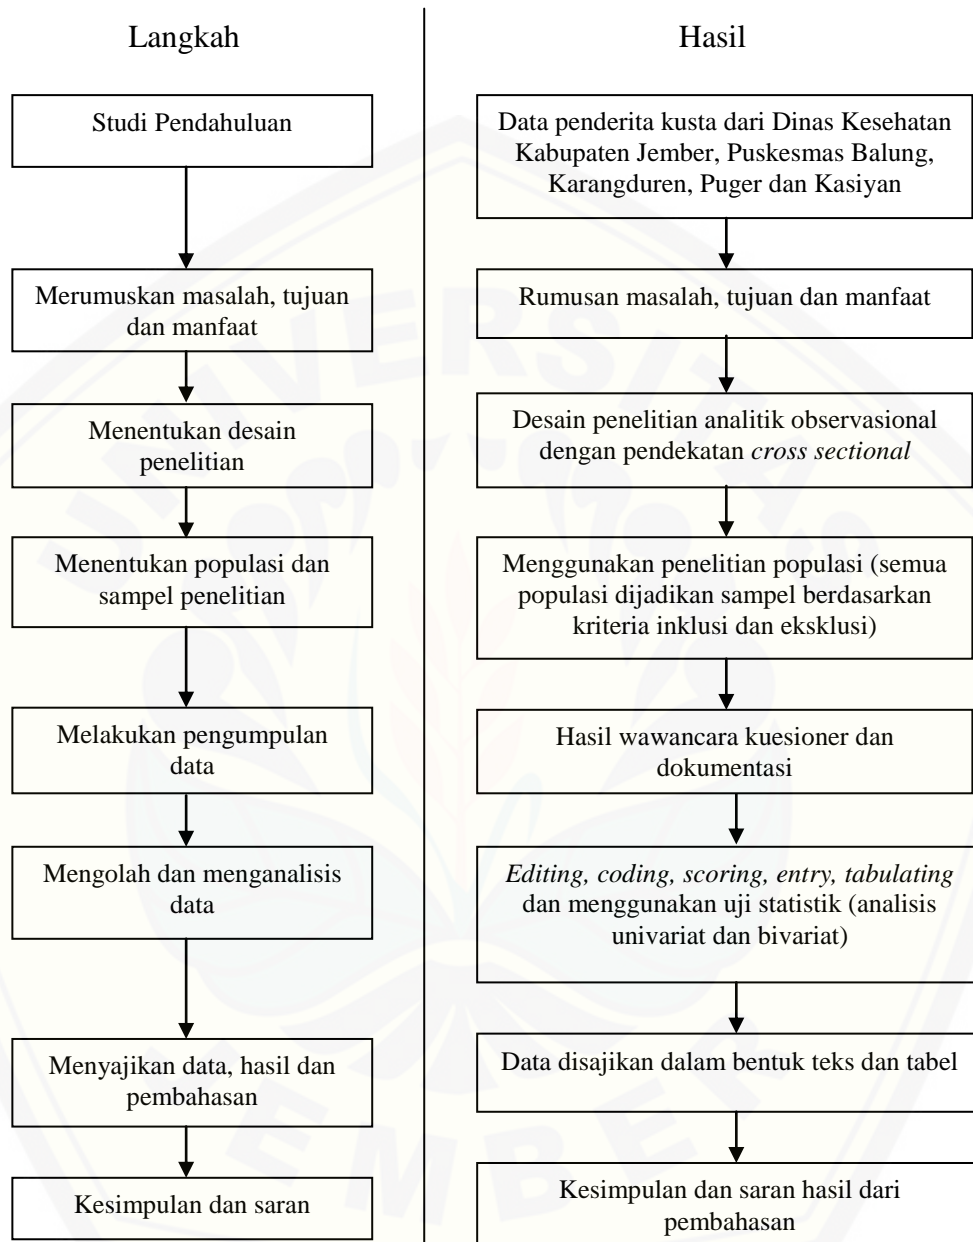 Langkah
Hasil
Studi Pendahuluan
Data penderita kusta dari Dinas Kesehatan
Kabupaten Jember, Puskesmas Balung,
Karangduren, Puger dan Kasiyan
Merumuskan masalah, tujuan
dan manfaat
Rumusan masalah, tujuan dan manfaat
Menentukan desain
penelitian
Desain penelitian analitik observasional
dengan pendekatan cross sectional
Menentukan populasi dan
sampel penelitian
Menggunakan penelitian populasi (semua
populasi dijadikan sampel berdasarkan
kriteria inklusi dan eksklusi)
Melakukan pengumpulan
data
Hasil wawancara kuesioner dan
dokumentasi
Mengolah dan menganalisis
data
Editing, coding, scoring, entry, tabulating
dan menggunakan uji statistik (analisis
univariat dan bivariat)
Menyajikan data, hasil dan
pembahasan
Data disajikan dalam bentuk teks dan tabel
Kesimpulan dan saran
Kesimpulan dan saran hasil dari
pembahasan
UNIVERSITAS
JEMBER